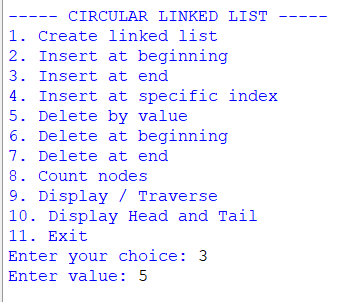 ----- CIRCULAR LINKED LIST -----
1. Create linked list
2. Insert at beginning
3. Insert at end
4. Insert at specific index
5. Delete by value
6. Delete at beginning
7. Delete at end
8. Count nodes
9. Display / Traverse
10. Display Head and Tail
11. Exit
Enter your choice: 3
Enter value: 5